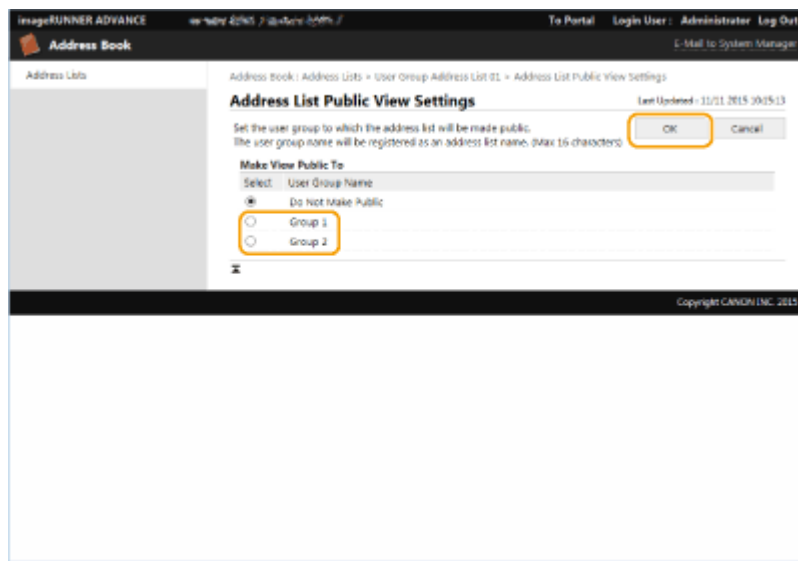 imageRUNNER ADVANCE To Portal Login User : Administrator Log Out
Address Book E-Mail to System Manager
Address Lists
Address Book : Address Lists > User Group Address List 01 > Address List Public View Settings
Address List Public View Settings Last Updated : 11/11 2015 10:15:13
Set the user group to which the address list will be made public.
The user group name will be registered as an address list name. (Max 16 characters)
OK Cancel
Make View Public To
Select User Group Name
Do Not Make Public
Group 1
Group 2
Copyright CANON INC. 2015